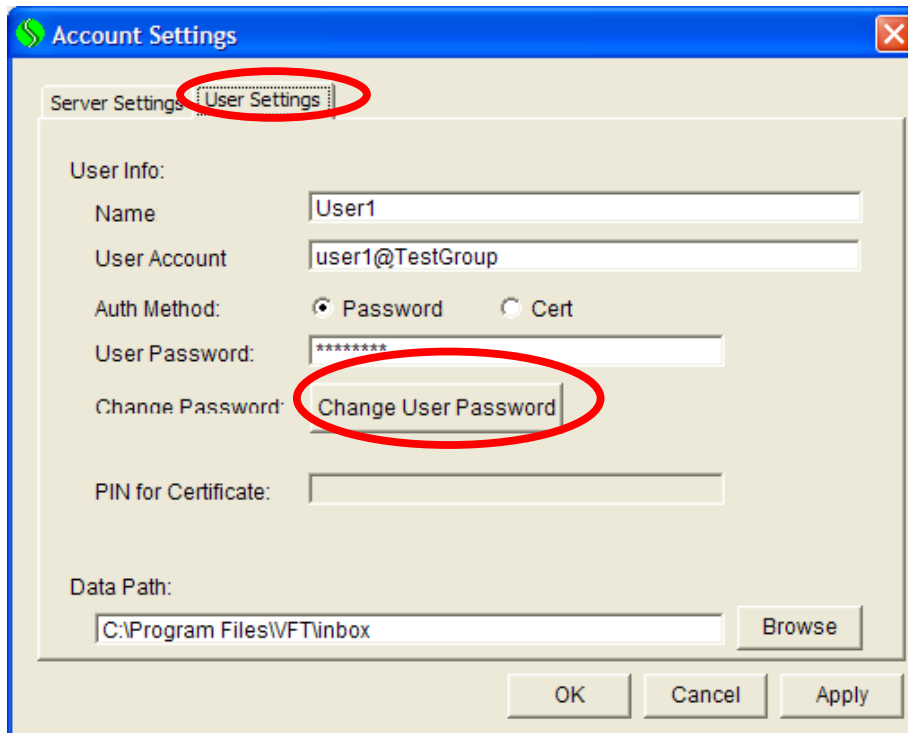 Account Settings
Server Settings User Settings
User Info:
Name User1
User Account user1@TestGroup
Auth Method: Password Cert
User Password: ********
Change Password: Change User Password
PIN for Certificate:
Data Path:
C:\Program Files\VFT\inbox Browse
OK Cancel Apply